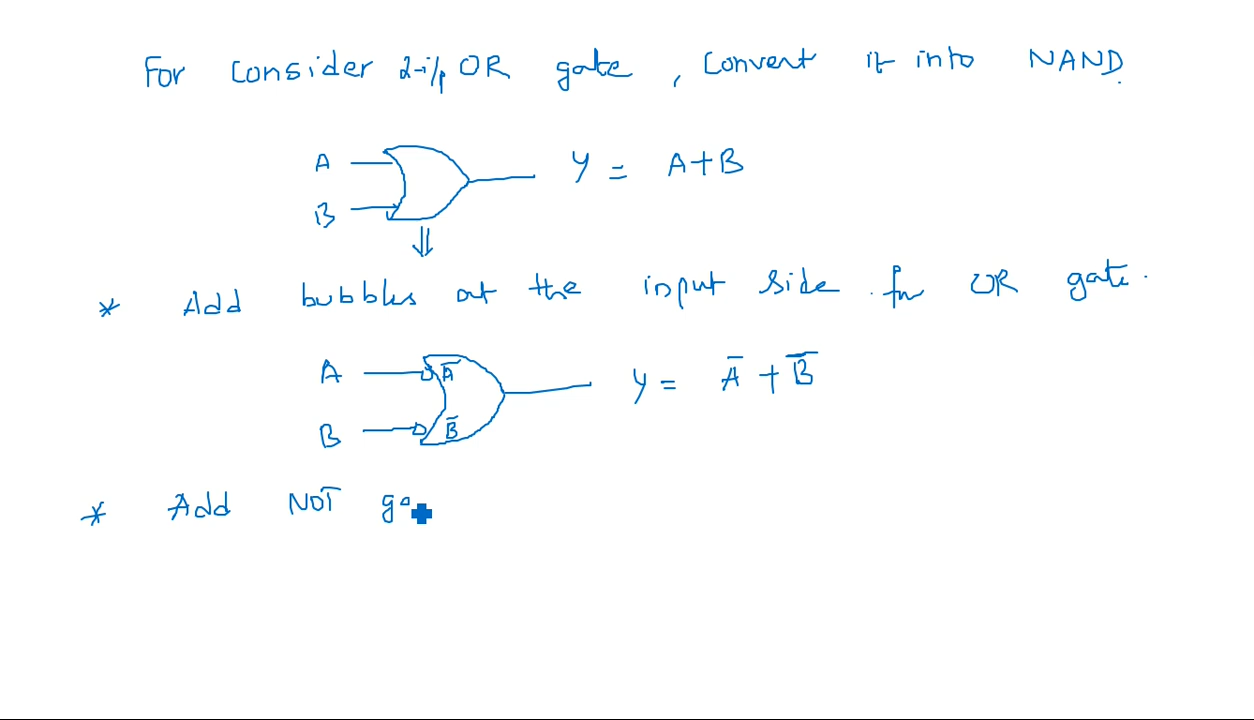 For consider 2-i/p OR gate, convert it into NAND.
A
Y = A+B
B
* Add bubbles at the input side for OR gate.
A Ā Y = Ā + B̄
B B̄
* Add NOT ga